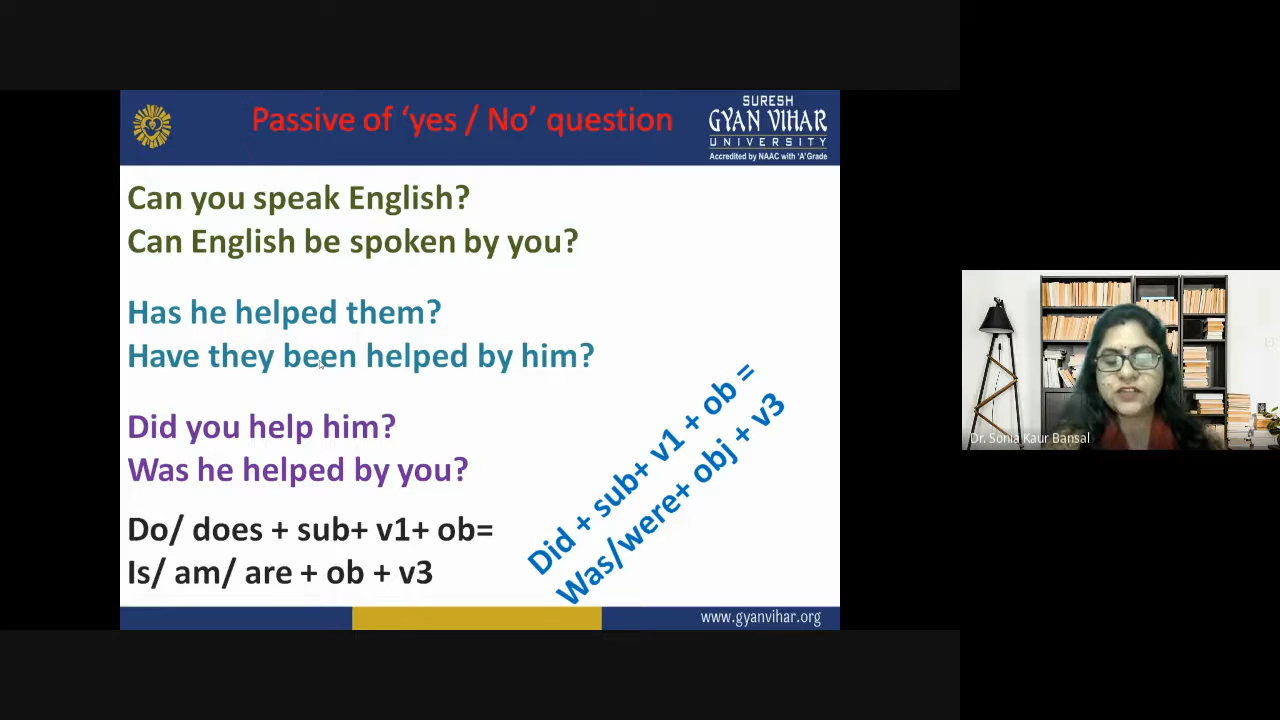 Passive of ‘yes / No’ question
SURESH
GYAN VIHAR
UNIVERSITY
Accredited by NAAC with 'A'Grade
Can you speak English?
Can English be spoken by you?
Has he helped them?
Have they been helped by him?
Did you help him?
Was he helped by you?
Do/ does + sub+ v1+ ob=
Is/ am/ are + ob + v3
Did + sub+ v1 + ob =
Was/were+ obj + v3
www.gyanvihar.org
Dr. Sonia Kaur Bansal